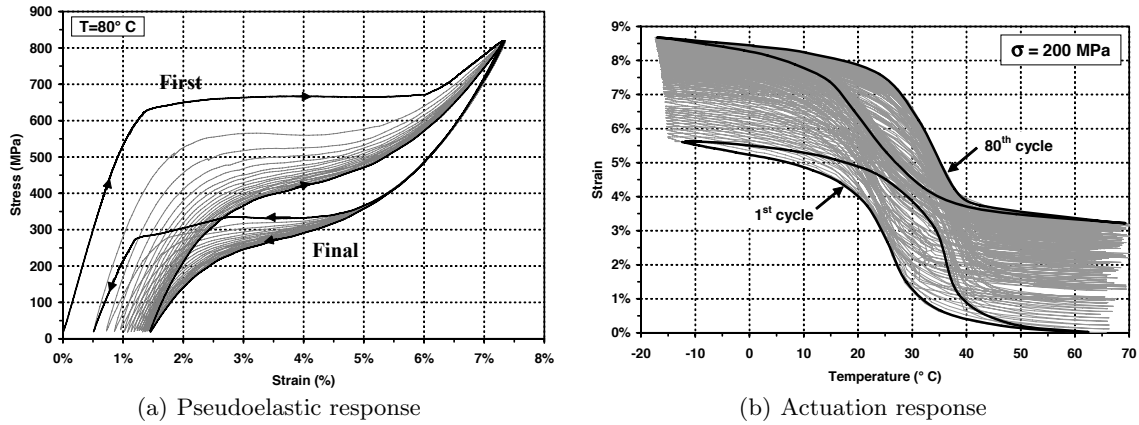 T=80° C
First
Final
900
800
700
600
500
400
300
200
100
0
Stress (MPa)
0% 1% 2% 3% 4% 5% 6% 7% 8%
Strain (%)
(a) Pseudoelastic response
σ = 200 MPa
80th cycle
1st cycle
9%
8%
7%
6%
5%
4%
3%
2%
1%
0%
Strain
-20 -10 0 10 20 30 40 50 60 70
Temperature (° C)
(b) Actuation response